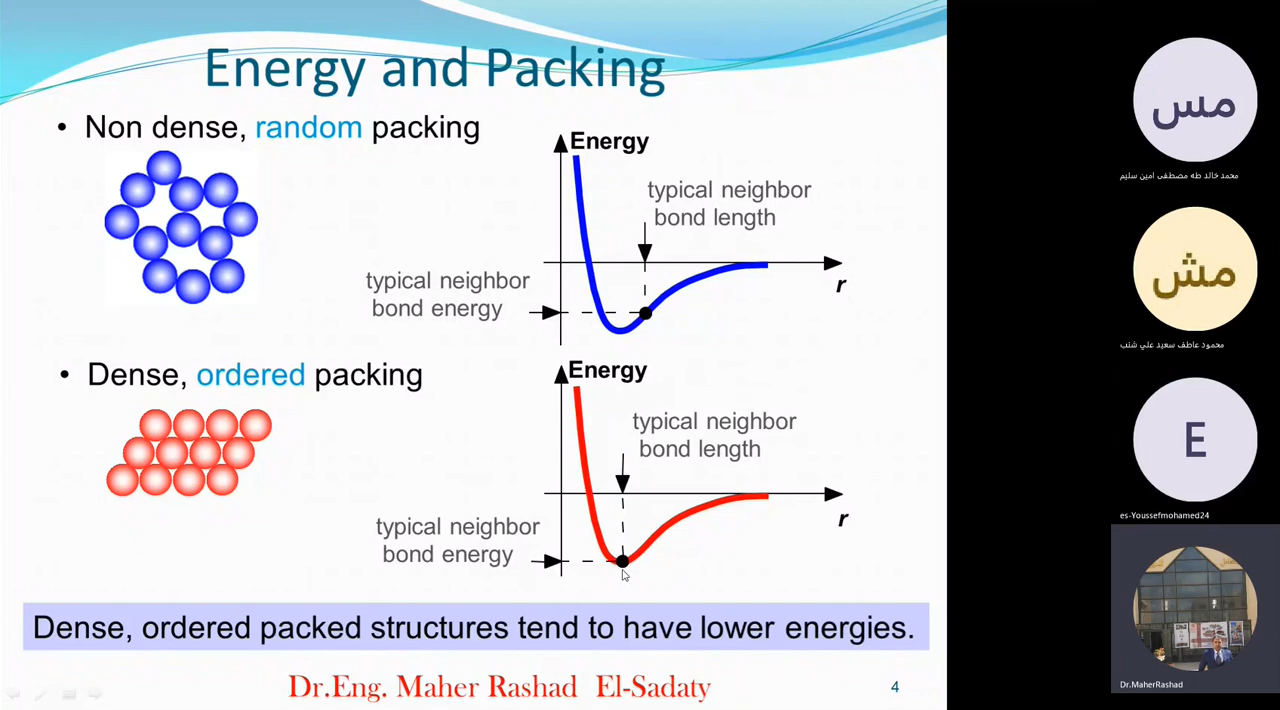 Energy and Packing
• Non dense, random packing
Energy
typical neighbor
bond length
typical neighbor
bond energy
r
• Dense, ordered packing
Energy
typical neighbor
bond length
typical neighbor
bond energy
r
Dense, ordered packed structures tend to have lower energies.
Dr.Eng. Maher Rashad El-Sadaty
4
مس
محمد خالد طه مصطفى امين سليم
مش
محمود عاطف سعيد علي شنب
E
es-Youssefmohamed24
Dr.MaherRashad